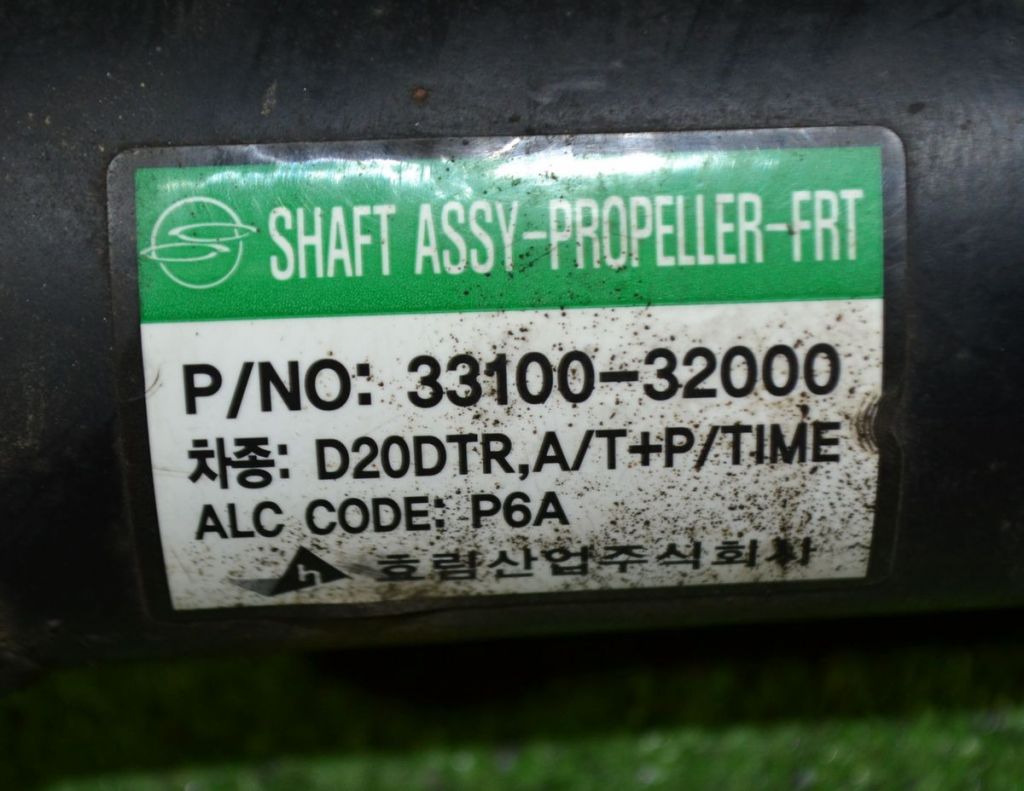 SHAFT ASSY-PROPELLER-FRT
P/NO: 33100-32000
차종: D20DTR,A/T+P/TIME
ALC CODE: P6A
효림산업주식회사